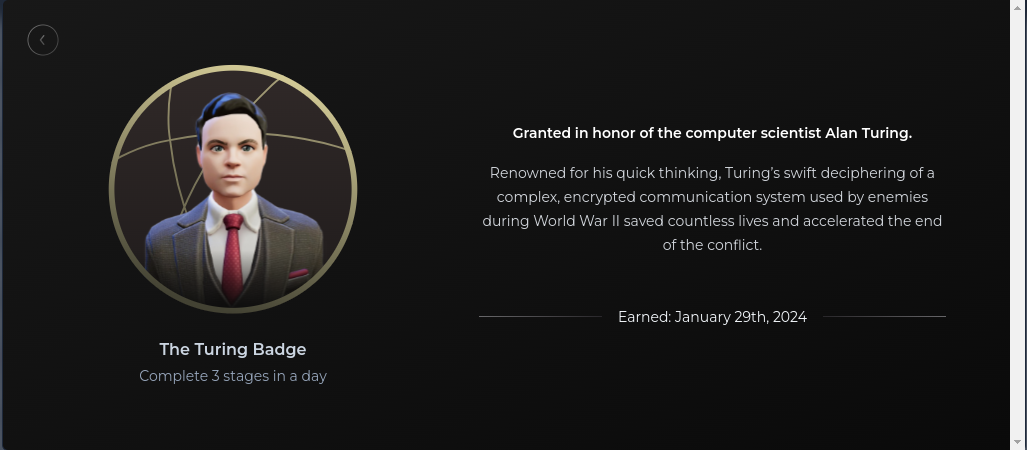 Granted in honor of the computer scientist Alan Turing.
Renowned for his quick thinking, Turing’s swift deciphering of a
complex, encrypted communication system used by enemies
during World War II saved countless lives and accelerated the end
of the conflict.
Earned: January 29th, 2024
The Turing Badge
Complete 3 stages in a day